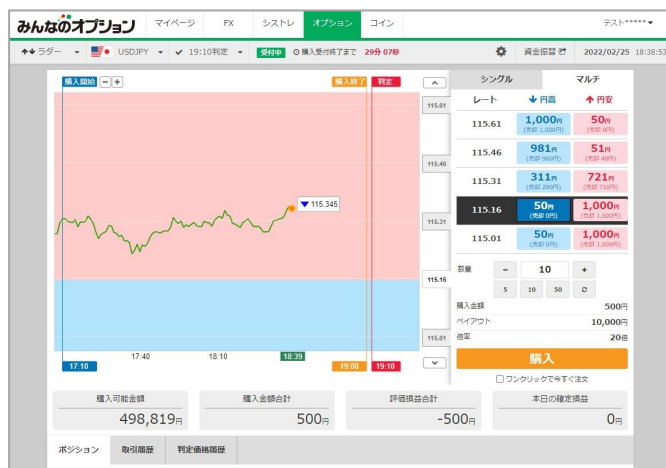 みんなのオプション マイページ FX シストレ オプション コイン テスト*****
ラダー USDJPY 19:10判定 受付中 購入受付終了まで 29分 07秒 資金振替 2022/02/25 18:38:53
購入開始 − + 購入終了 判定
115.61
115.46
115.345
115.31
115.16
115.01
17:10 17:40 18:10 18:39 19:08 19:10
シングル マルチ
レート 円高 円安
115.61 1,000円 50円
(売却 1,000円) (売却 0円)
115.46 981円 51円
(売却 960円) (売却 40円)
115.31 311円 721円
(売却 290円) (売却 710円)
115.16 50円 1,000円
(売却 0円) (売却 1,000円)
115.01 50円 1,000円
(売却 0円) (売却 1,000円)
数量 − 10 +
5 10 50
購入金額 500円
ペイアウト 10,000円
倍率 20倍
購入
ワンクリックで今すぐ注文
購入可能金額 購入金額合計 評価損益合計 本日の確定損益
498,819円 500円 -500円 0円
ポジション 取引履歴 判定価格履歴